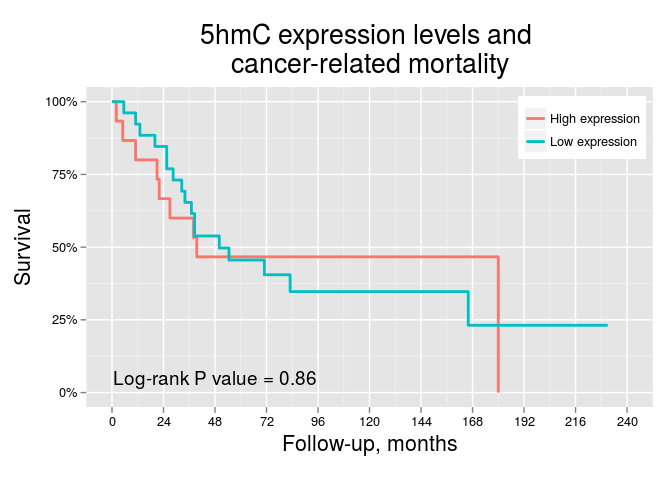 5hmC expression levels and
cancer-related mortality
High expression
Low expression
100%
75%
50%
25%
0%
Survival
Log-rank P value = 0.86
0 24 48 72 96 120 144 168 192 216 240
Follow-up, months